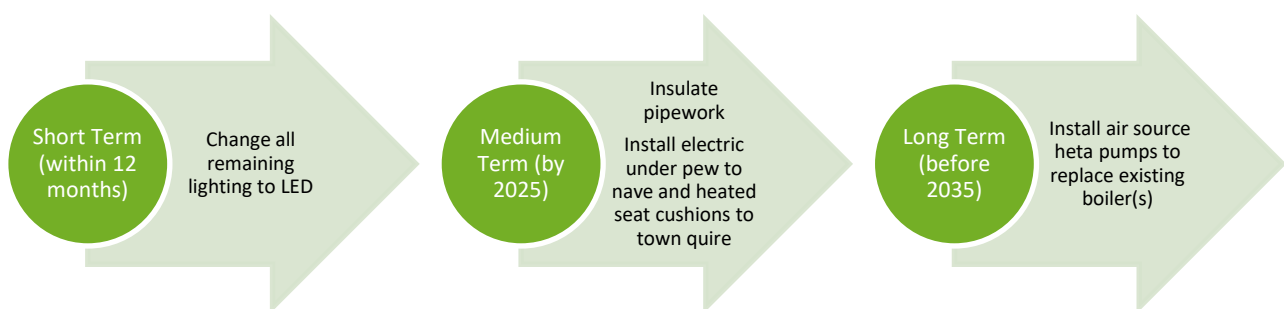 Short Term
(within 12
months)
Change all
remaining
lighting to LED
Medium
Term (by
2025)
Insulate
pipework
Install electric
under pew to
nave and heated
seat cushions to
town quire
Long Term
(before
2035)
Install air source
heta pumps to
replace existing
boiler(s)